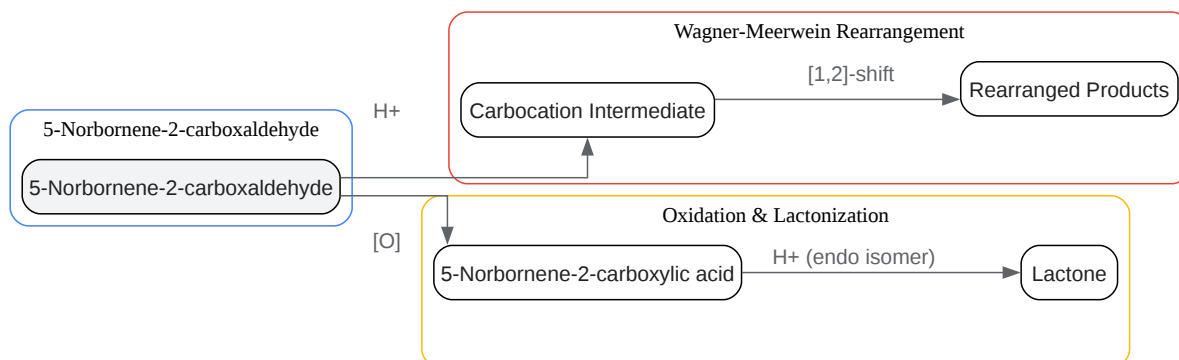 Wagner-Meerwein Rearrangement
[1,2]-shift
Rearranged Products
Carbocation Intermediate
H+
5-Norbornene-2-carboxaldehyde
5-Norbornene-2-carboxaldehyde
Oxidation & Lactonization
[O]
H+ (endo isomer)
5-Norbornene-2-carboxylic acid
Lactone